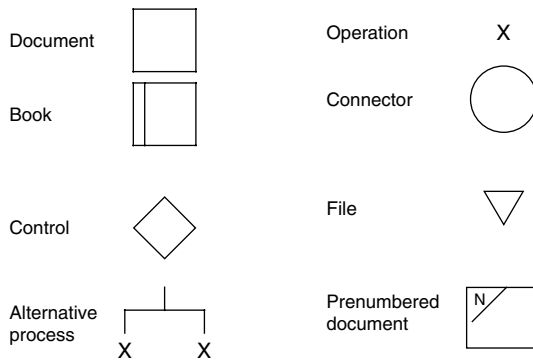 Document
Operation
X
Book
Connector
Control
File
Alternative
process
X
X
Prenumbered
document
N